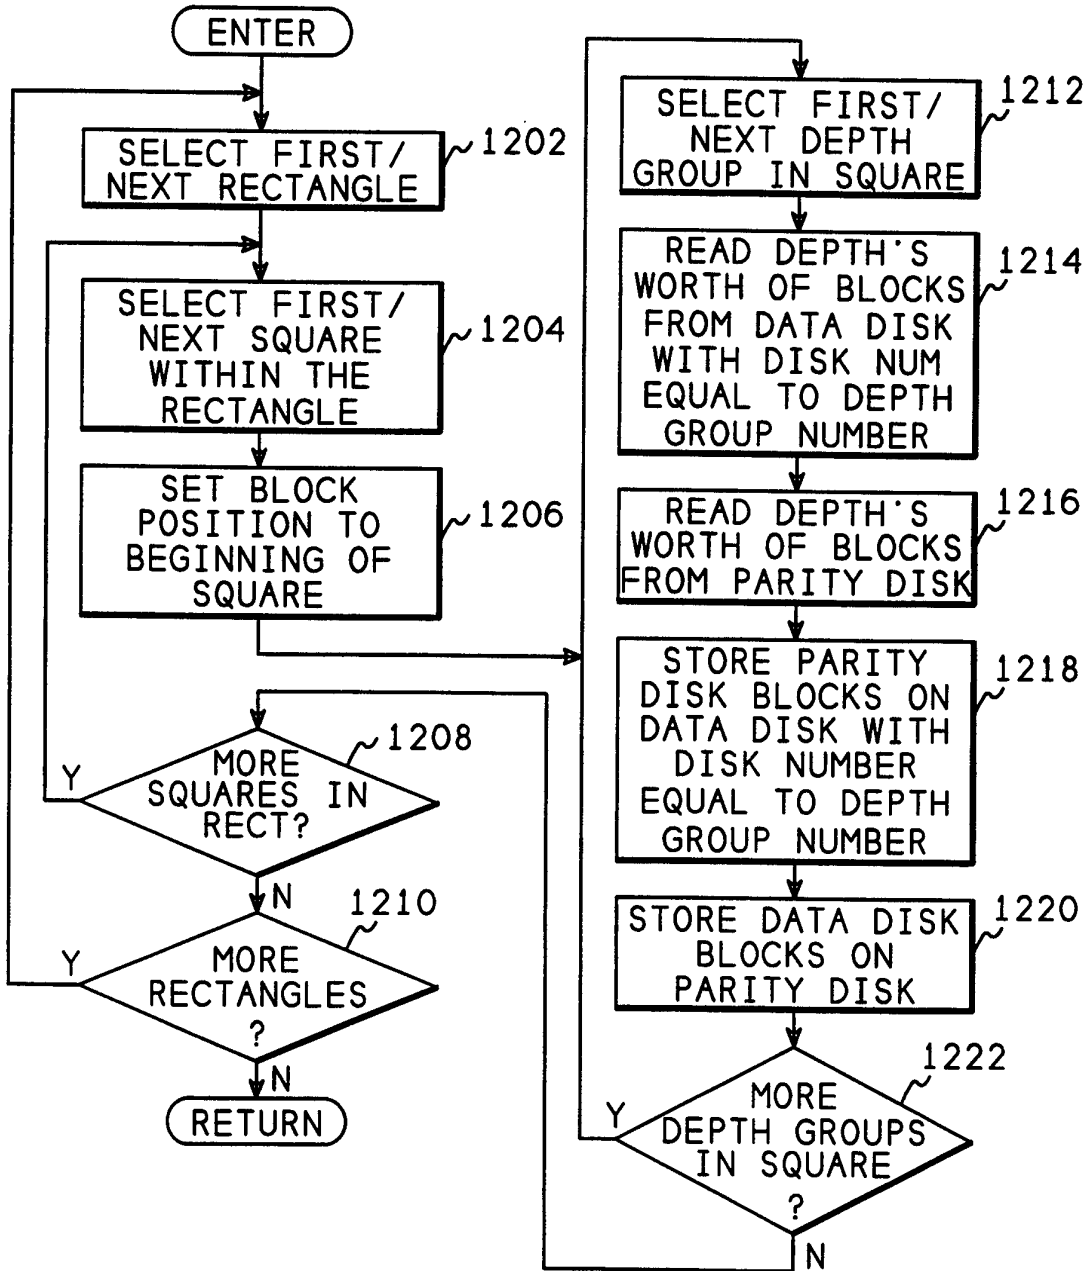 ENTER
SELECT FIRST/
NEXT RECTANGLE
1202
SELECT FIRST/
NEXT SQUARE
WITHIN THE
RECTANGLE
1204
SET BLOCK
POSITION TO
BEGINNING OF
SQUARE
1206
MORE
SQUARES IN
RECT?
1208
Y
N
MORE
RECTANGLES
?
1210
Y
N
RETURN
SELECT FIRST/
NEXT DEPTH
GROUP IN SQUARE
1212
READ DEPTH'S
WORTH OF BLOCKS
FROM DATA DISK
WITH DISK NUM
EQUAL TO DEPTH
GROUP NUMBER
1214
READ DEPTH'S
WORTH OF BLOCKS
FROM PARITY DISK
1216
STORE PARITY
DISK BLOCKS ON
DATA DISK WITH
DISK NUMBER
EQUAL TO DEPTH
GROUP NUMBER
1218
STORE DATA DISK
BLOCKS ON
PARITY DISK
1220
MORE
DEPTH GROUPS
IN SQUARE
?
1222
Y
N